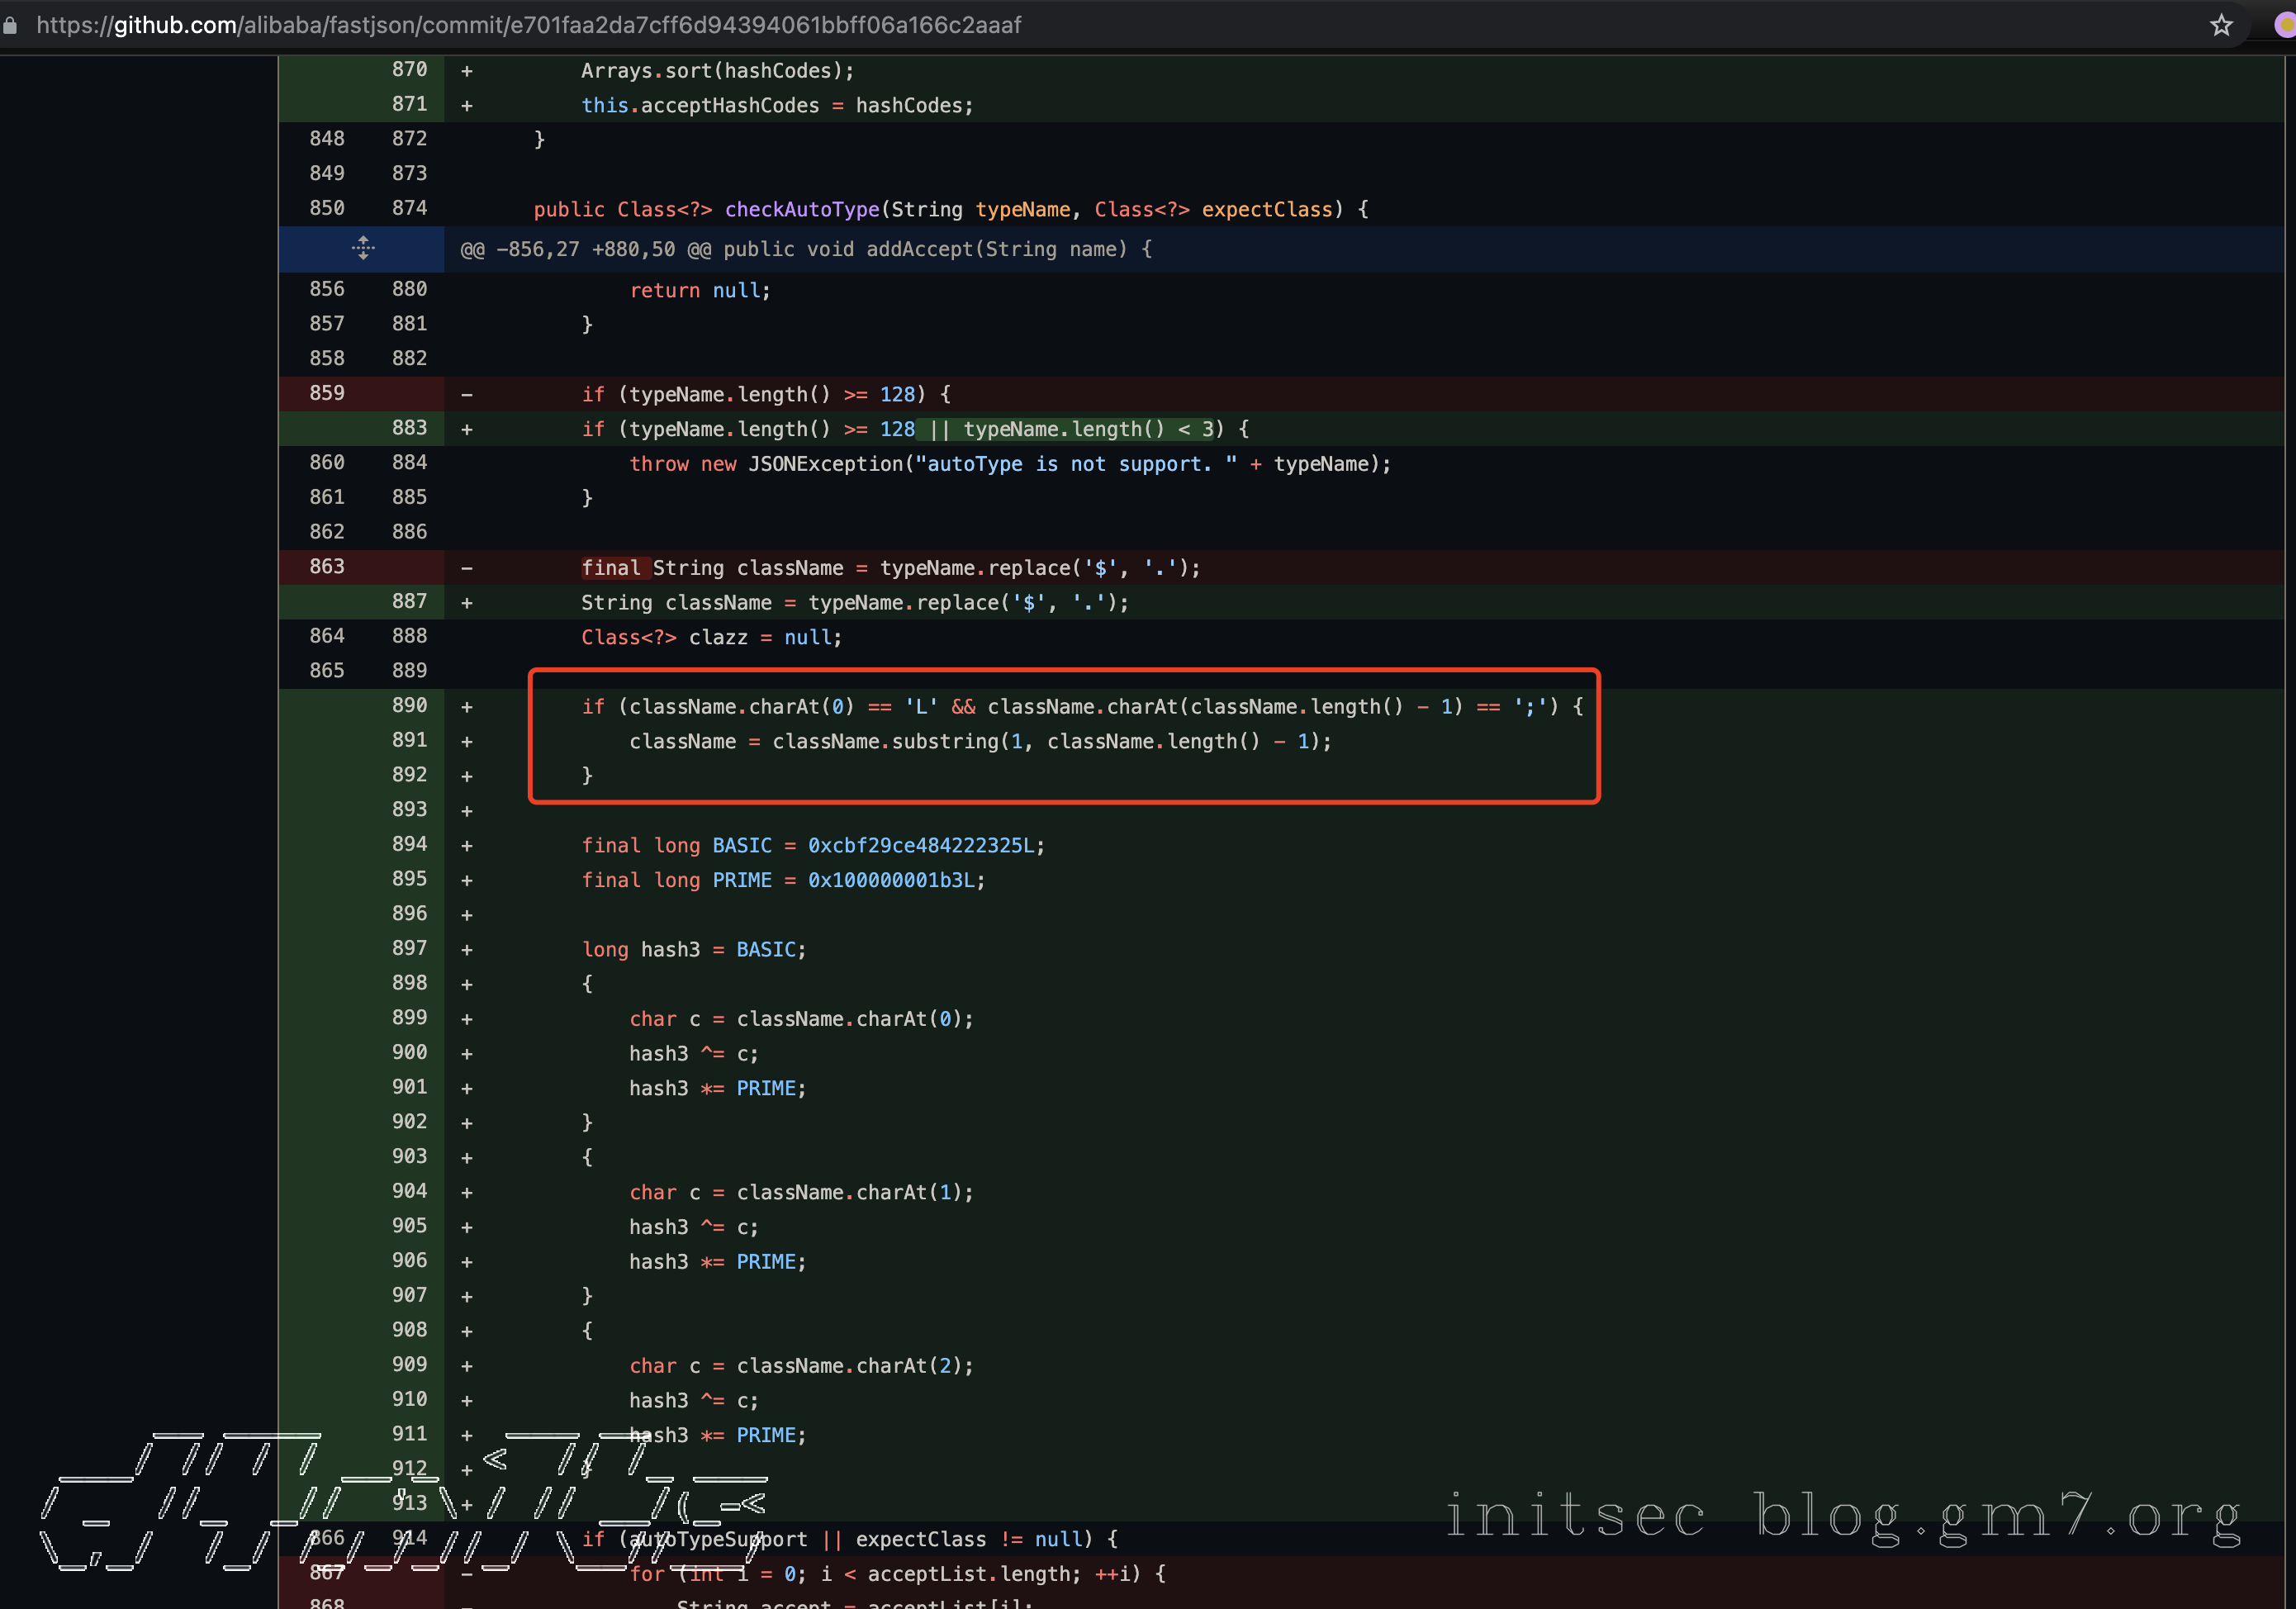 https://github.com/alibaba/fastjson/commit/e701faa2da7cff6d94394061bbff06a166c2aaaf
870 + Arrays.sort(hashCodes);
871 + this.acceptHashCodes = hashCodes;
848 872 }
849 873
850 874 public Class<?> checkAutoType(String typeName, Class<?> expectClass) {
@@ -856,27 +880,50 @@ public void addAccept(String name) {
856 880 return null;
857 881 }
858 882
859 - if (typeName.length() >= 128) {
883 + if (typeName.length() >= 128 || typeName.length() < 3) {
860 884 throw new JSONException("autoType is not support. " + typeName);
861 885 }
862 886
863 - final String className = typeName.replace('$', '.');
887 + String className = typeName.replace('$', '.');
864 888 Class<?> clazz = null;
865 889
890 + if (className.charAt(0) == 'L' && className.charAt(className.length() - 1) == ';') {
891 + className = className.substring(1, className.length() - 1);
892 + }
893 +
894 + final long BASIC = 0xcbf29ce484222325L;
895 + final long PRIME = 0x100000001b3L;
896 +
897 + long hash3 = BASIC;
898 + {
899 + char c = className.charAt(0);
900 + hash3 ^= c;
901 + hash3 *= PRIME;
902 + }
903 + {
904 + char c = className.charAt(1);
905 + hash3 ^= c;
906 + hash3 *= PRIME;
907 + }
908 + {
909 + char c = className.charAt(2);
910 + hash3 ^= c;
911 + hash3 *= PRIME;
912 + }
913 +
866 914 if (autoTypeSupport || expectClass != null) {
867 - for (int i = 0; i < acceptList.length; ++i) {
868 - String accept = acceptList[i];
initsec blog.gm7.org